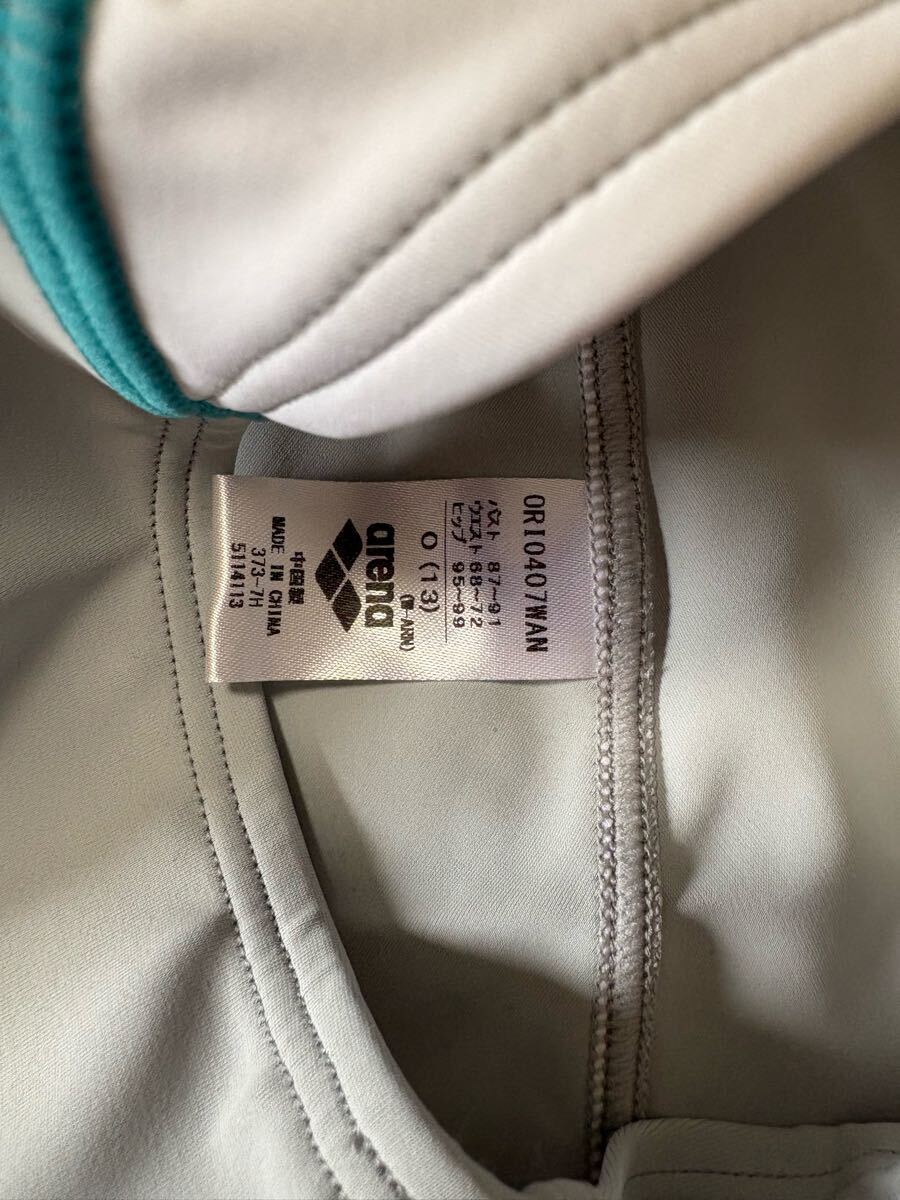 ORI0407WAN
バスト 87~91
ウエスト 68~72
ヒップ 95~99
O (13)
(W-ARN)
arena
中国製
MADE IN CHINA
373-7H
5114113